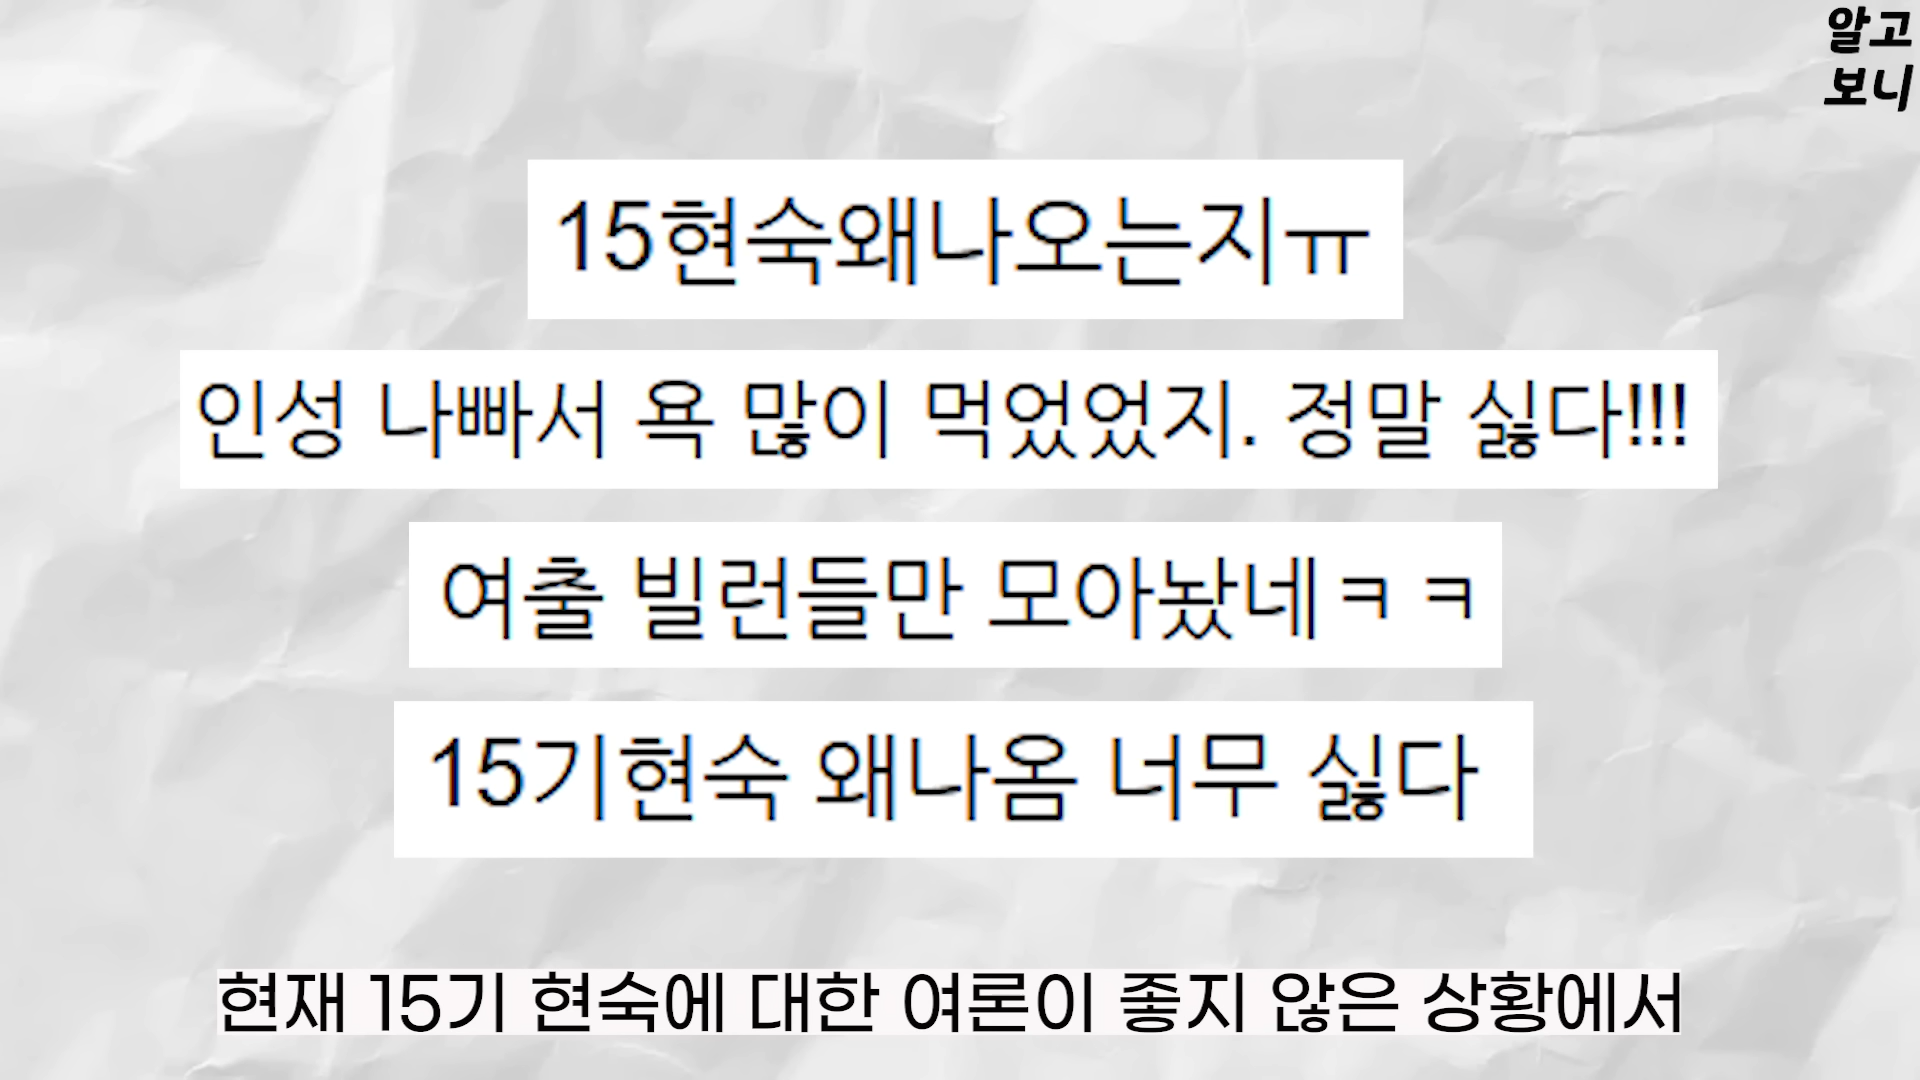 알고
보니
15현숙왜나오는지ㅠ
인성 나빠서 욕 많이 먹었었지. 정말 싫다!!!
여출 빌런들만 모아놨네ㅋㅋ
15기현숙 왜나옴 너무 싫다
현재 15기 현숙에 대한 여론이 좋지 않은 상황에서